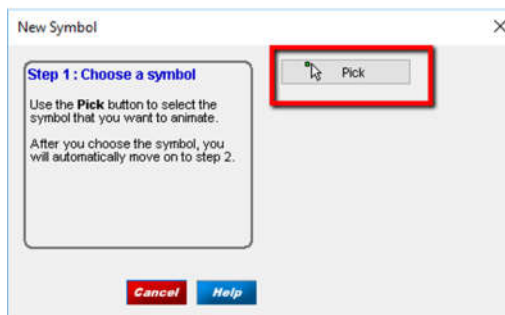 New Symbol
Step 1 : Choose a symbol
Use the Pick button to select the
symbol that you want to animate.
After you choose the symbol, you
will automatically move on to step 2.
Pick
Cancel
Help